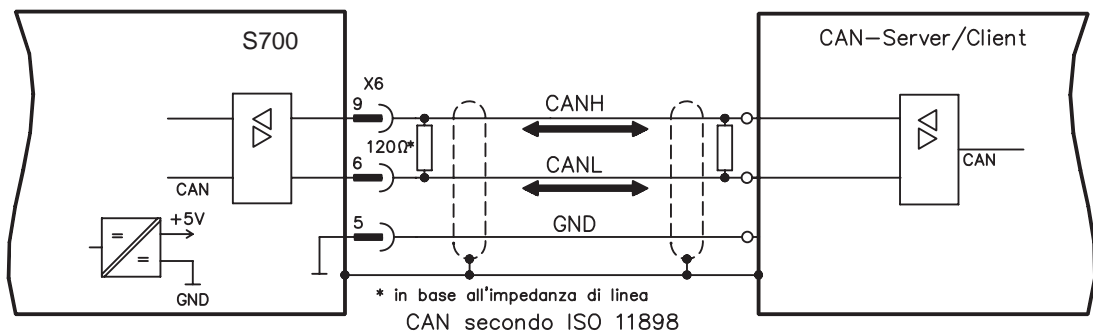 S700
CAN-Server/Client
X6
9
CANH
120Ω*
6
CANL
CAN
CAN
5
GND
+5V
GND
* in base all'impedanza di linea
CAN secondo ISO 11898